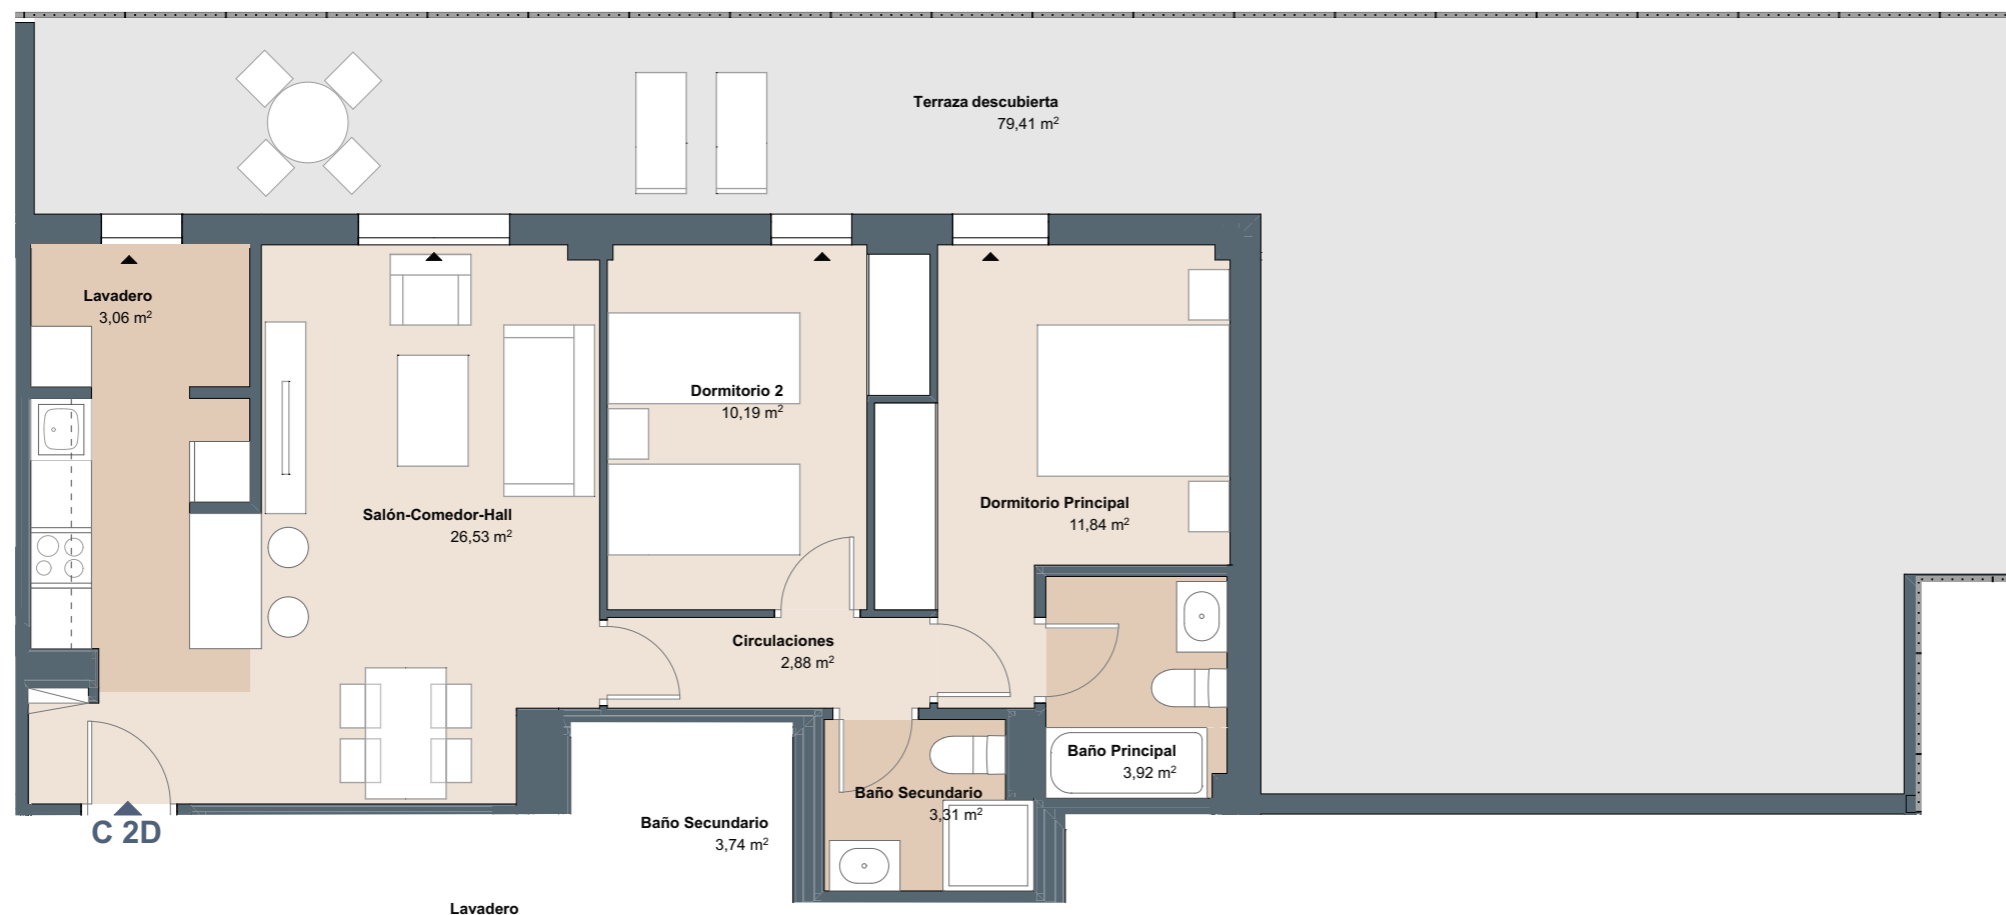 Terraza descubierta
79,41 m²
Lavadero
3,06 m²
Dormitorio 2
10,19 m²
Dormitorio Principal
11,84 m²
Salón-Comedor-Hall
26,53 m²
Circulaciones
2,88 m²
Baño Principal
3,92 m²
Baño Secundario
3,31 m²
C 2D
Baño Secundario
3,74 m²
Lavadero